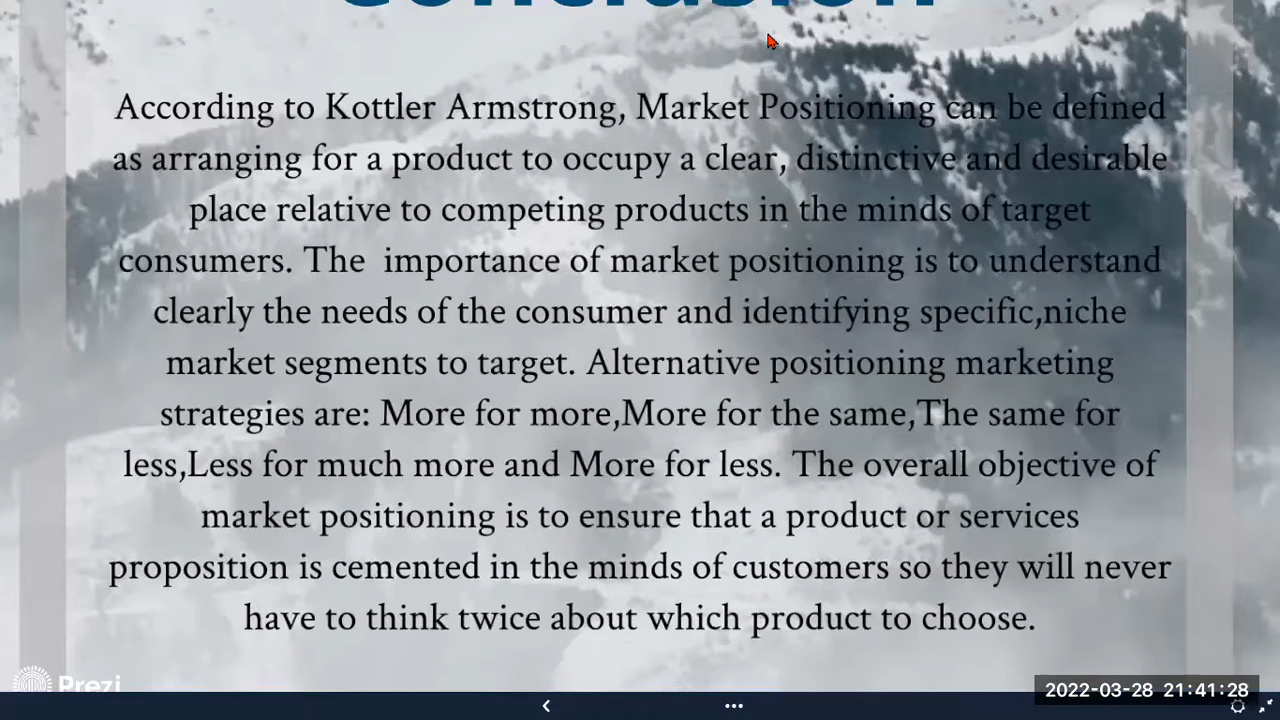 Conclusion
According to Kottler Armstrong, Market Positioning can be defined
as arranging for a product to occupy a clear, distinctive and desirable
place relative to competing products in the minds of target
consumers. The  importance of market positioning is to understand
clearly the needs of the consumer and identifying specific,niche
market segments to target. Alternative positioning marketing
strategies are: More for more,More for the same,The same for
less,Less for much more and More for less. The overall objective of
market positioning is to ensure that a product or services
proposition is cemented in the minds of customers so they will never
have to think twice about which product to choose.
Prezi
2022-03-28 21:41:28